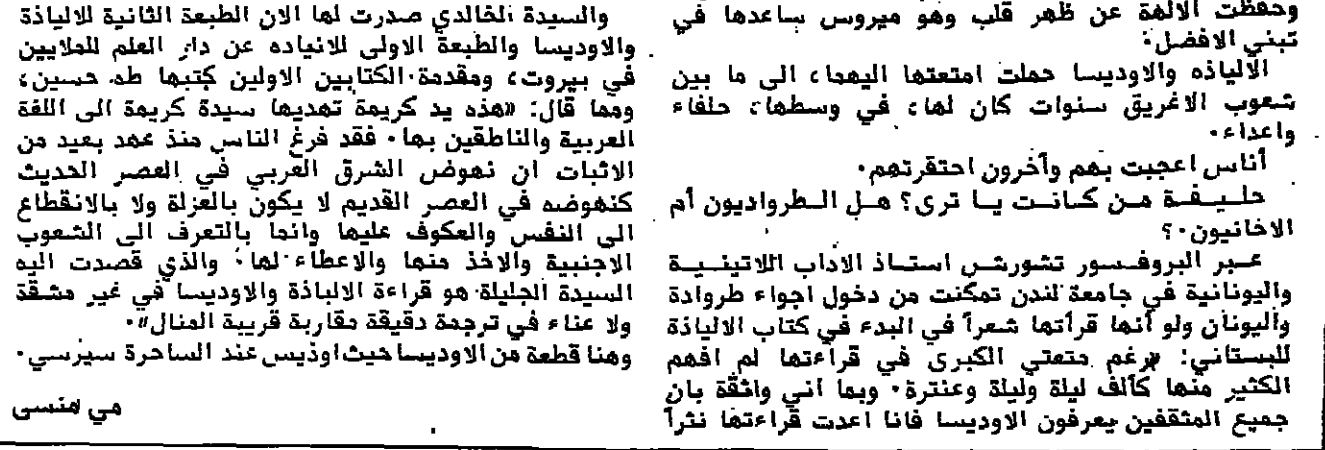 وحفظت الالهة عن ظهر قلب وهو ميروس ساعدها في
تبني الافضل.
الألياذه والاوديسا حملت امتعتها اليهما الى ما بين
شعوب الاغريق سنوات كان لها، في وسطها، حلفاء
واعداء.
أناس اعجبت بهم وآخرون احتقرتهم.
حليفة من كانت يا ترى؟ هل الطرواديون أم
الاخانيون.؟
عبر البروفسور تشورشن استاذ الاداب اللاتينية
واليونانية في جامعة لندن تمكنت من دخول اجواء طروادة
واليونان ولو أنها قرأتها شعراً في البدء في كتاب الالياذة
للبستاني: «رغم متعتي الكبرى في قراءتها لم افهم
الكثير منها كألف ليلة وليلة وعنترة. وبما اني واثقة بان
جميع المثقفين يعرفون الاوديسا فانا اعدت قراءتها نثراً
والسيدة الخالدي صدرت لها الان الطبعة الثانية للالياذة
والاوديسا والطبعة الاولى للانياده عن دار العلم للملايين
في بيروت، ومقدمة الكتابين الاولين كتبها طه حسين،
ومما قال: «هذه يد كريمة تهديها سيدة كريمة الى اللغة
العربية والناطقين بها. فقد فرغ الناس منذ عهد بعيد من
الاثبات ان نهوض الشرق العربي في العصر الحديث
كنهوضه في العصر القديم لا يكون بالعزلة ولا بالانقطاع
الى النفس والعكوف عليها وانما بالتعرف الى الشعوب
الاجنبية والاخذ منها والاعطاء لها. والذي قصدت اليه
السيدة الجليلة هو قراءة الالباذة والاوديسا في غير مشقة
ولا عناء في ترجمة دقيقة مقاربة قريبة المنال».
وهنا قطعة من الاوديسا حيث اوذيس عند الساحرة سيرسي.
مي منسى